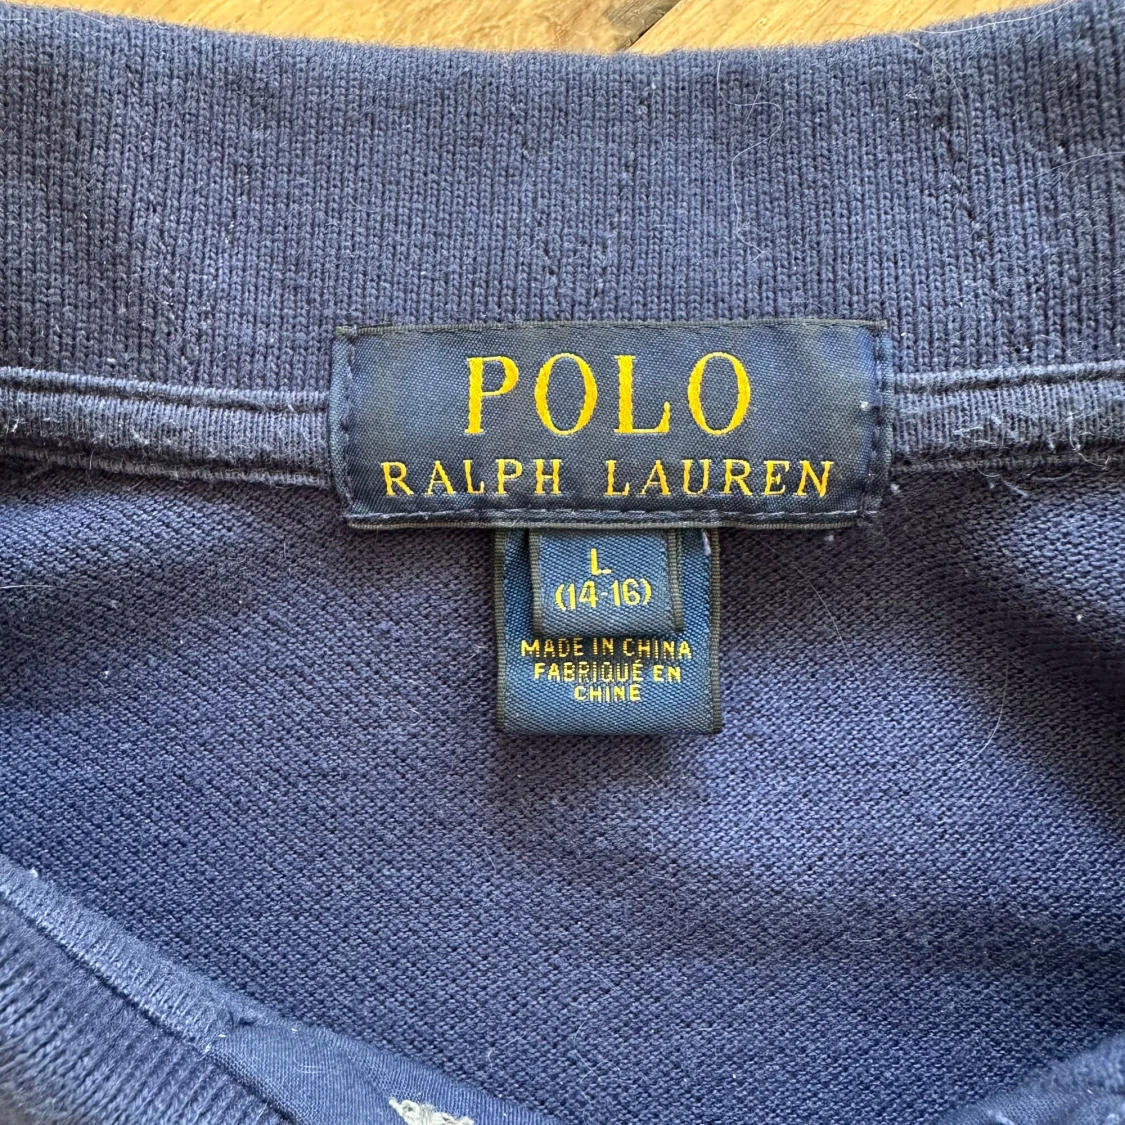 POLO
RALPH LAUREN
L
(14-16)
MADE IN CHINA
FABRIQUÉ EN
CHINE